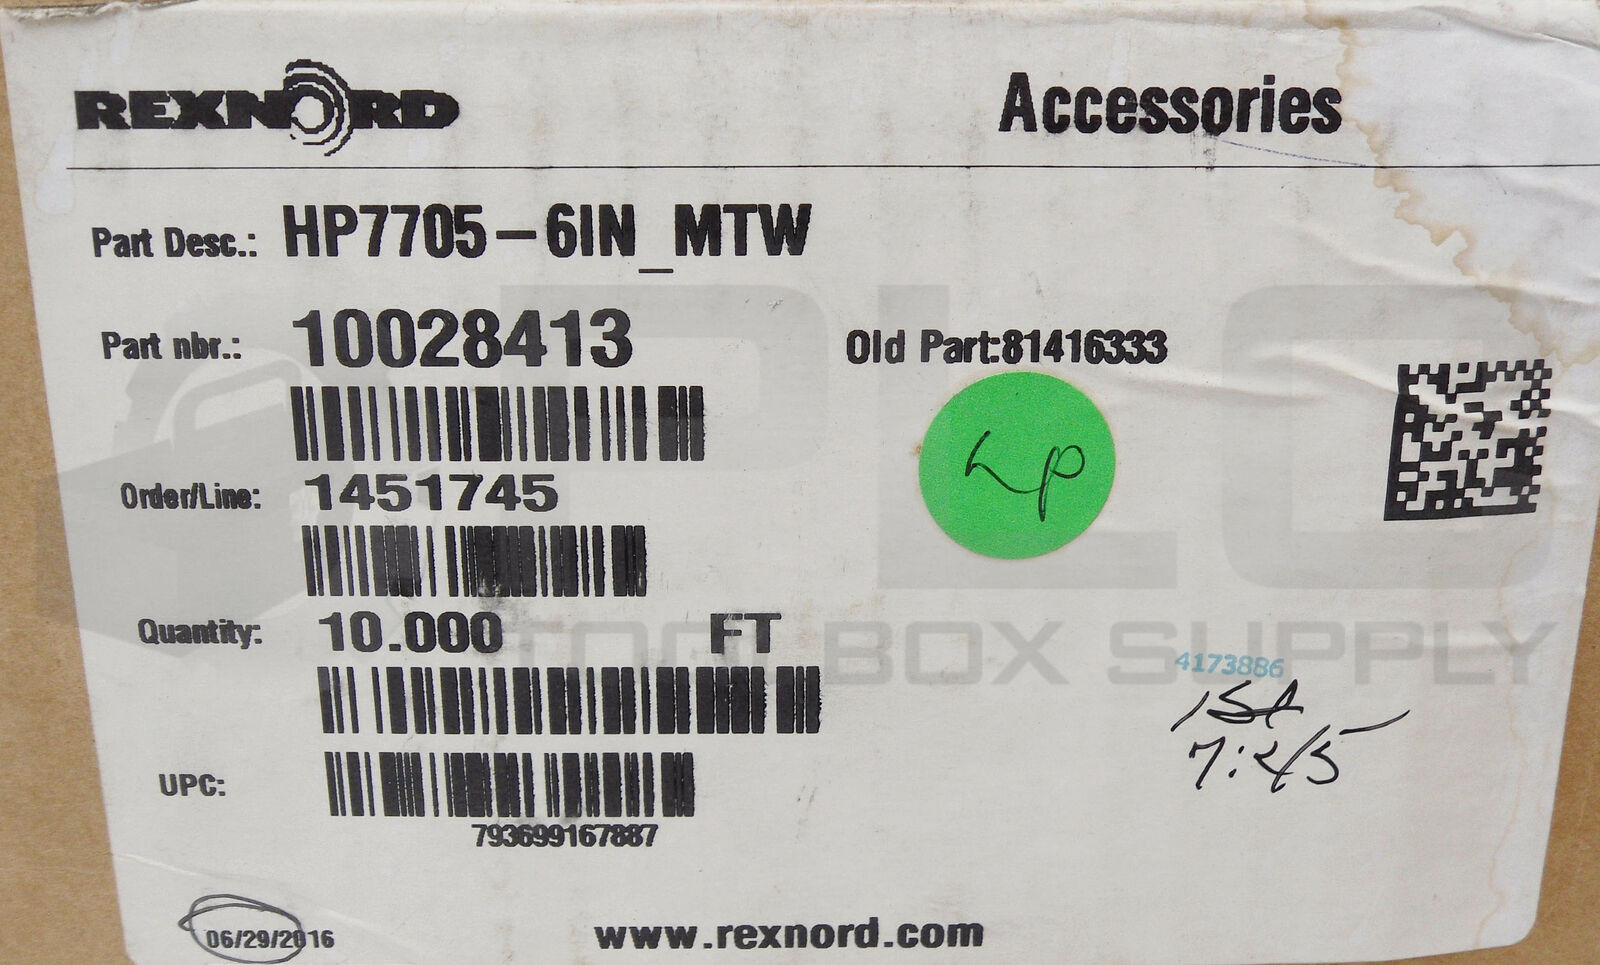 REXNORD Accessories
Part Desc.: HP7705-6IN_MTW
Part nbr.: 10028413 Old Part:81416333
Order/Line: 1451745
Quantity: 10.000 FT
TOOL BOX SUPPLY
4173886
UPC:
793699167887
06/29/2016 www.rexnord.com